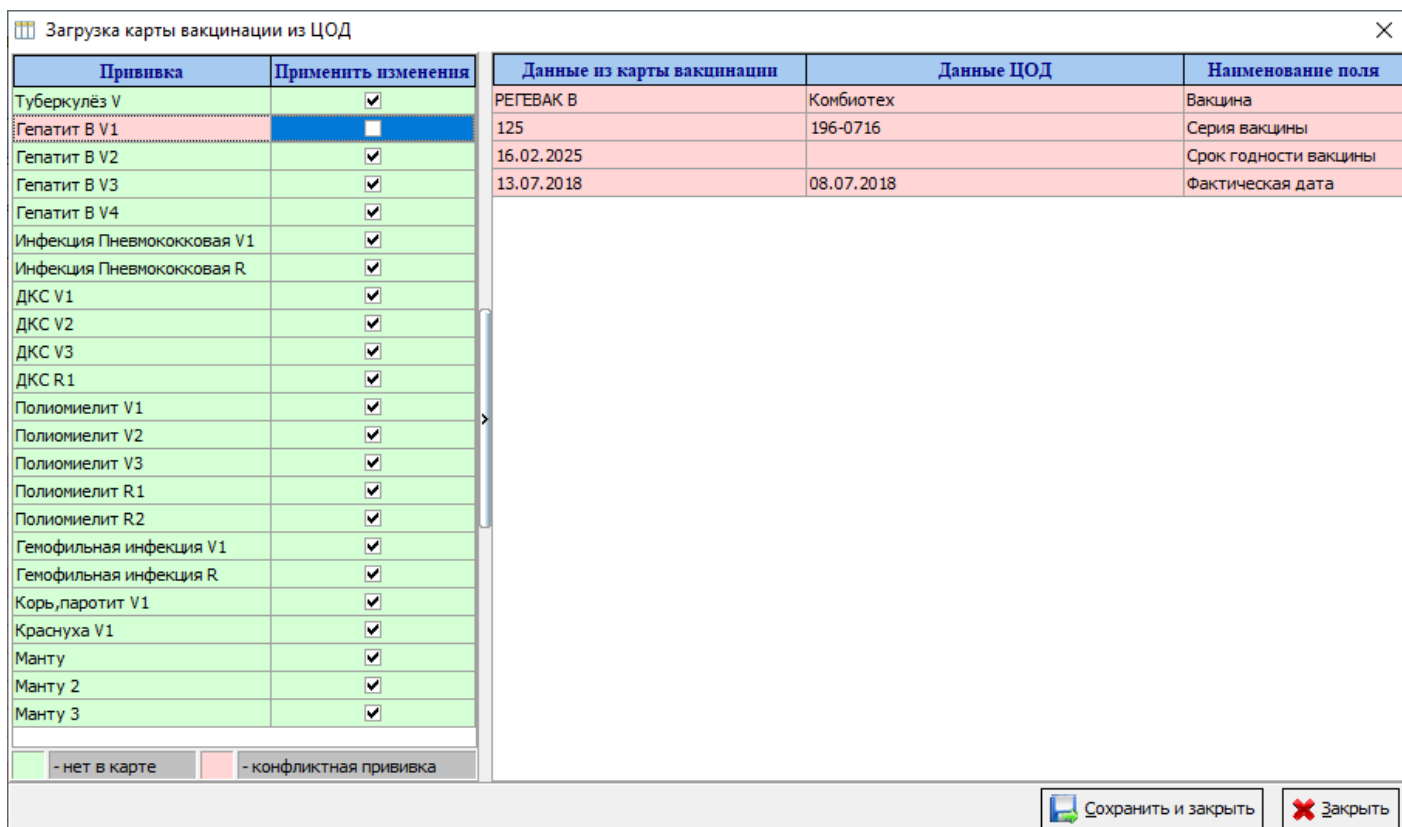 Загрузка карты вакцинации из ЦОД
Прививка Применить изменения
Туберкулёз V
Гепатит В V1
Гепатит В V2
Гепатит В V3
Гепатит В V4
Инфекция Пневмококковая V1
Инфекция Пневмококковая R
ДКС V1
ДКС V2
ДКС V3
ДКС R1
Полиомиелит V1
Полиомиелит V2
Полиомиелит V3
Полиомиелит R1
Полиомиелит R2
Гемофильная инфекция V1
Гемофильная инфекция R
Корь,паротит V1
Краснуха V1
Манту
Манту 2
Манту 3
- нет в карте - конфликтная прививка
Данные из карты вакцинации Данные ЦОД Наименование поля
РЕГЕВАК В Комбиотех Вакцина
125 196-0716 Серия вакцины
16.02.2025 Срок годности вакцины
13.07.2018 08.07.2018 Фактическая дата
Сохранить и закрыть Закрыть